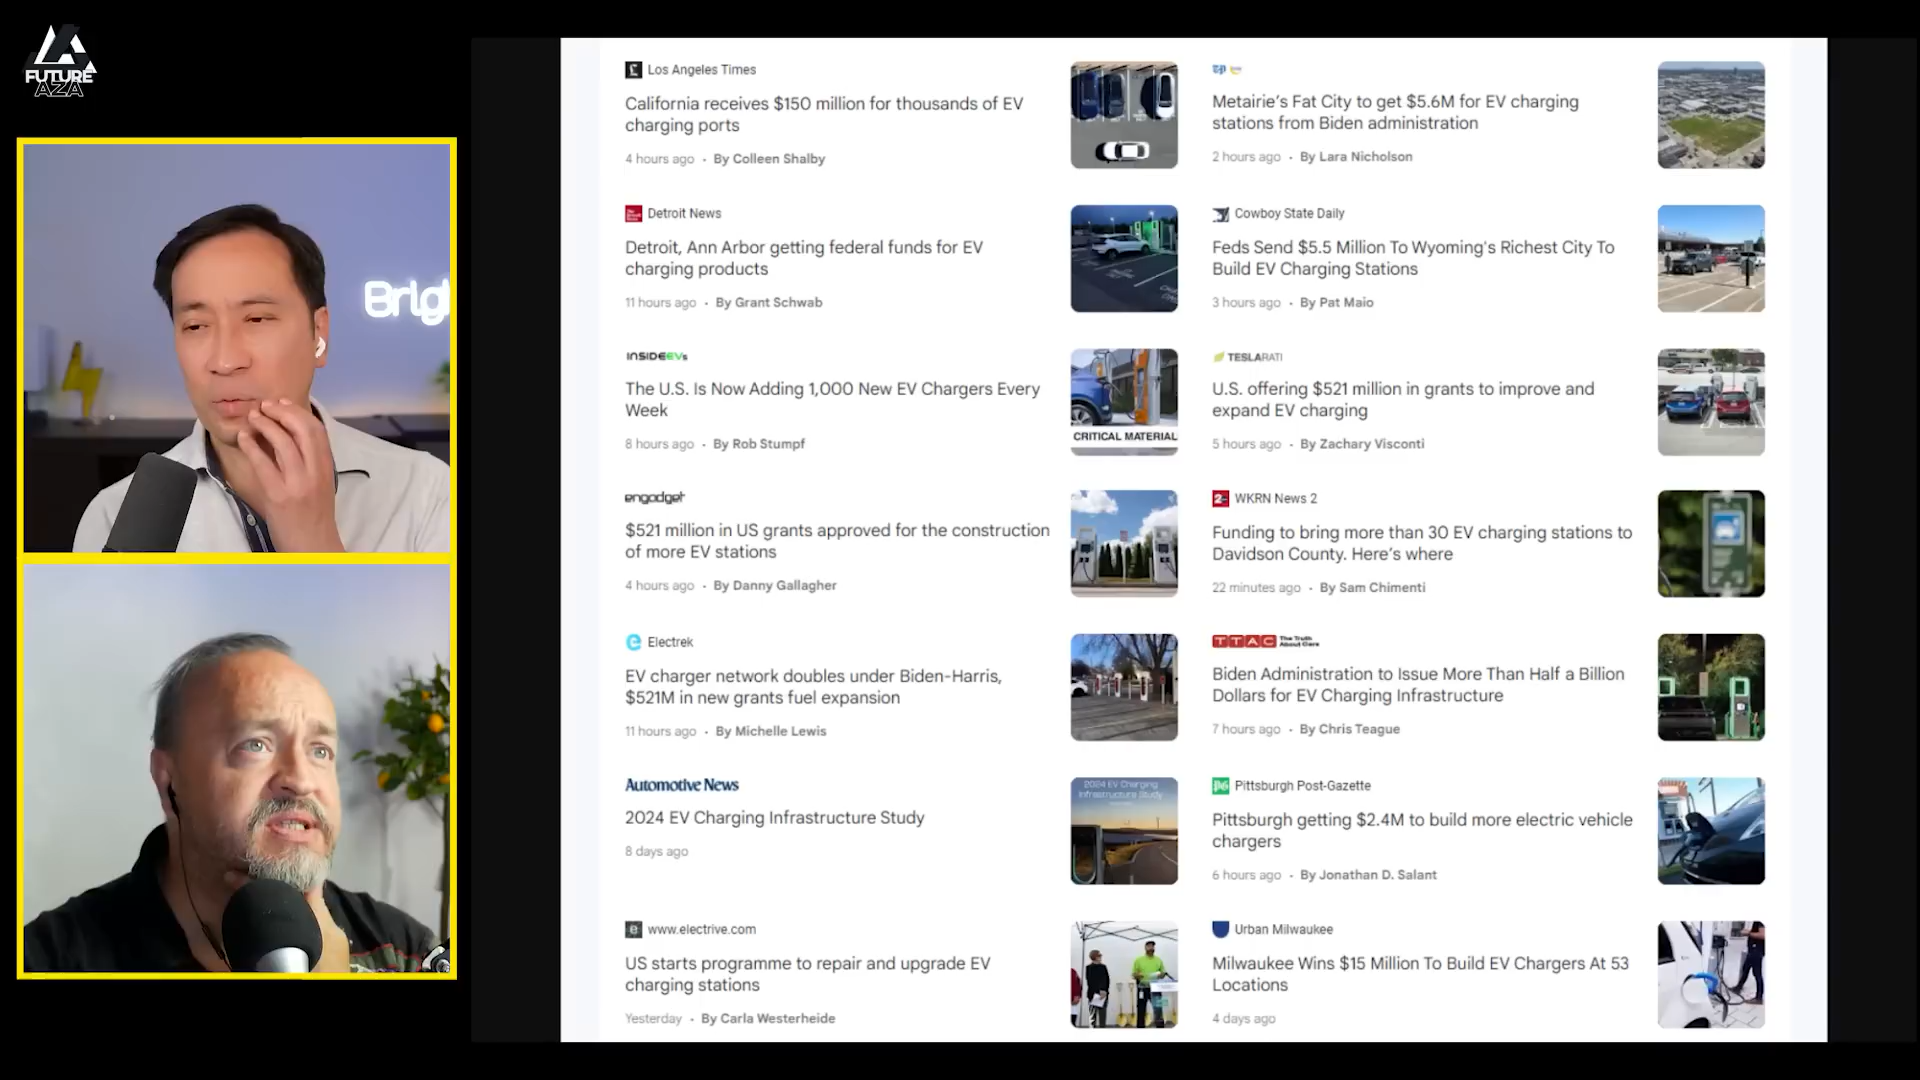 FUTURE
AZA
Brig
Los Angeles Times
California receives $150 million for thousands of EV
charging ports
4 hours ago • By Colleen Shalby
Detroit News
Detroit, Ann Arbor getting federal funds for EV
charging products
11 hours ago • By Grant Schwab
INSIDEEVs
The U.S. Is Now Adding 1,000 New EV Chargers Every
Week
8 hours ago • By Rob Stumpf
CRITICAL MATERIAL
engadget
$521 million in US grants approved for the construction
of more EV stations
4 hours ago • By Danny Gallagher
Electrek
EV charger network doubles under Biden-Harris,
$521M in new grants fuel expansion
11 hours ago • By Michelle Lewis
Automotive News
2024 EV Charging Infrastructure Study
8 days ago
2024 EV Charging
Infrastructure Study
www.electrive.com
US starts programme to repair and upgrade EV
charging stations
Yesterday • By Carla Westerheide
Metairie's Fat City to get $5.6M for EV charging
stations from Biden administration
2 hours ago • By Lara Nicholson
Cowboy State Daily
Feds Send $5.5 Million To Wyoming's Richest City To
Build EV Charging Stations
3 hours ago • By Pat Maio
TESLARATI
U.S. offering $521 million in grants to improve and
expand EV charging
5 hours ago • By Zachary Visconti
WKRN News 2
Funding to bring more than 30 EV charging stations to
Davidson County. Here's where
22 minutes ago • By Sam Chimenti
TTAC The Truth
About Cars
Biden Administration to Issue More Than Half a Billion
Dollars for EV Charging Infrastructure
7 hours ago • By Chris Teague
Pittsburgh Post-Gazette
Pittsburgh getting $2.4M to build more electric vehicle
chargers
6 hours ago • By Jonathan D. Salant
Urban Milwaukee
Milwaukee Wins $15 Million To Build EV Chargers At 53
Locations
4 days ago